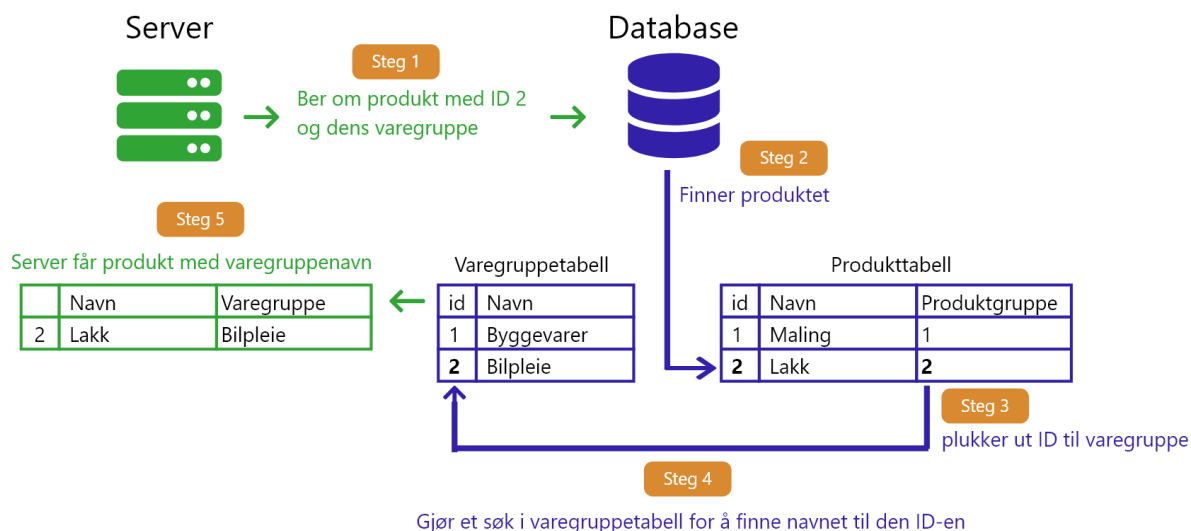 Server
Database
Steg 1
Ber om produkt med ID 2
og dens varegruppe
Steg 2
Finner produktet
Steg 5
Server får produkt med varegruppenavn
Navn Varegruppe
2 Lakk Bilpleie
Varegruppetabell
id Navn
1 Byggevarer
2 Bilpleie
Produkttabell
id Navn Produktgruppe
1 Maling 1
2 Lakk 2
Steg 3
plukker ut ID til varegruppe
Steg 4
Gjør et søk i varegruppetabell for å finne navnet til den ID-en